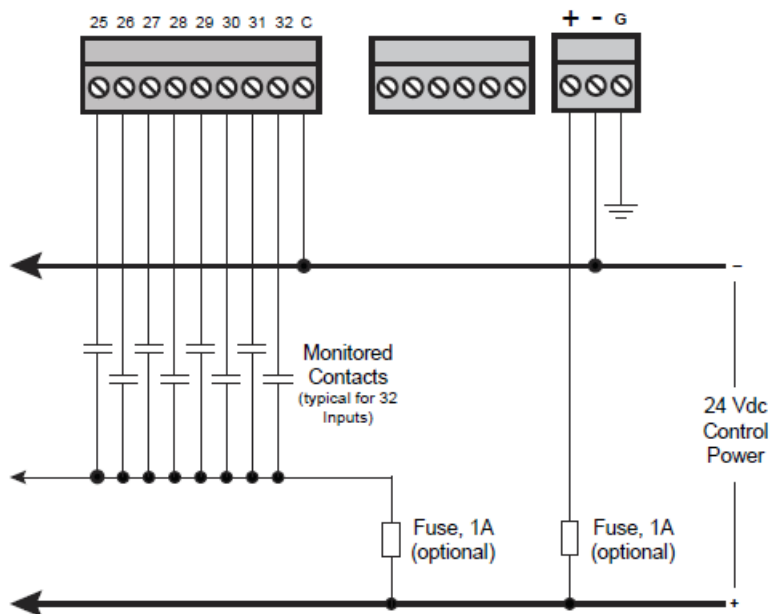 25 26 27 28 29 30 31 32 C
+ - G
−
Monitored
Contacts
(typical for 32
Inputs)
24 Vdc
Control
Power
Fuse, 1A
(optional)
Fuse, 1A
(optional)
+